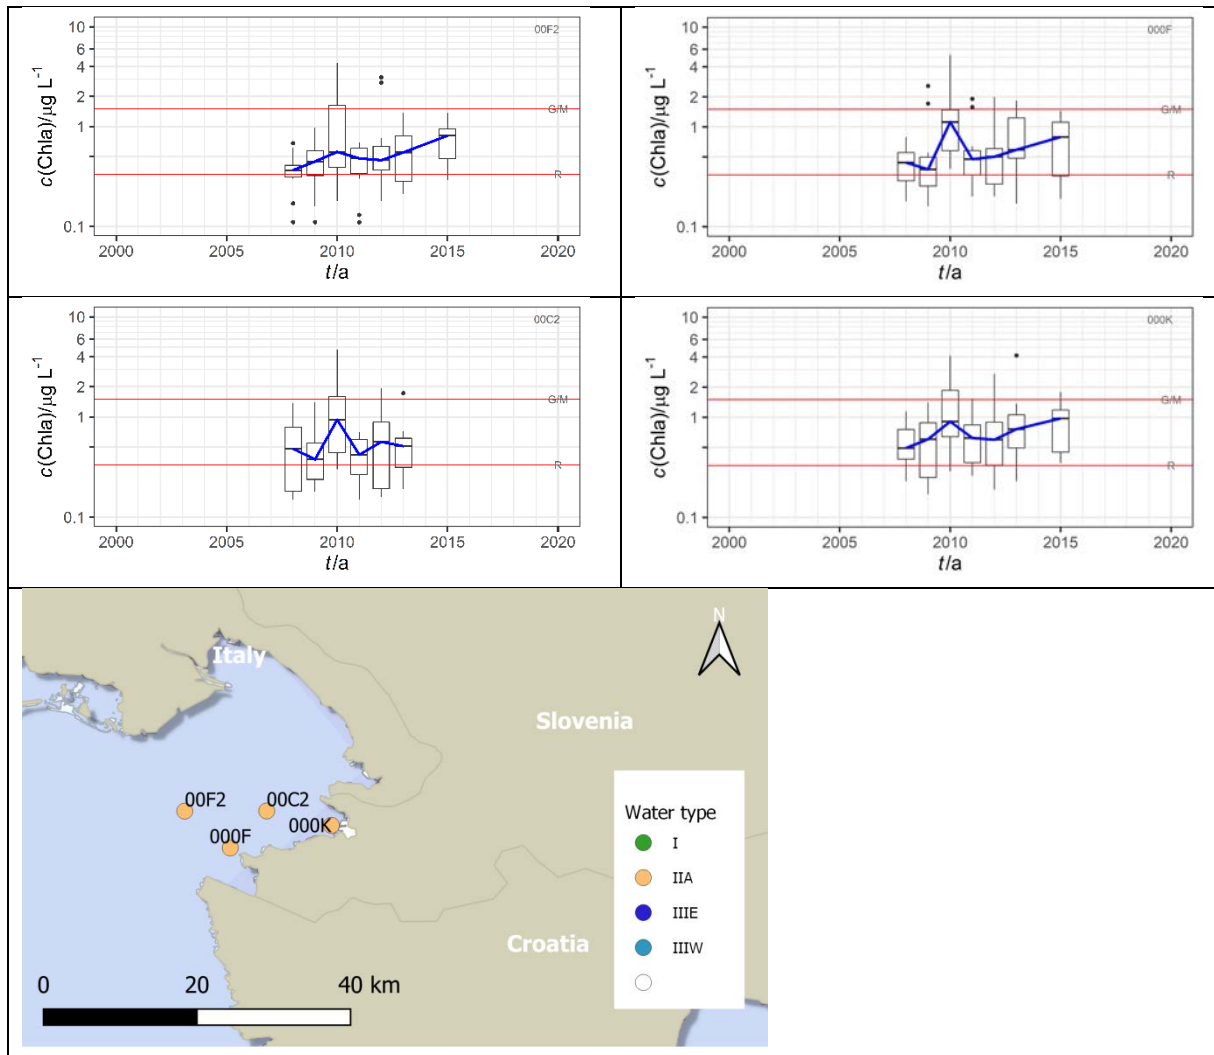 00F2
c(Chla)/µg L⁻¹
10
6
4
2
1
0.1
G/M
R
2000 2005 2010 2015 2020
t/a
000F
c(Chla)/µg L⁻¹
10
6
4
2
1
0.1
G/M
R
2000 2005 2010 2015 2020
t/a
00C2
c(Chla)/µg L⁻¹
10
6
4
2
1
0.1
G/M
R
2000 2005 2010 2015 2020
t/a
000K
c(Chla)/µg L⁻¹
10
6
4
2
1
0.1
G/M
R
2000 2005 2010 2015 2020
t/a
N
Italy
Slovenia
00F2 00C2
000K
000F
Croatia
Water type
I
IIA
IIIE
IIIW
0 20 40 km